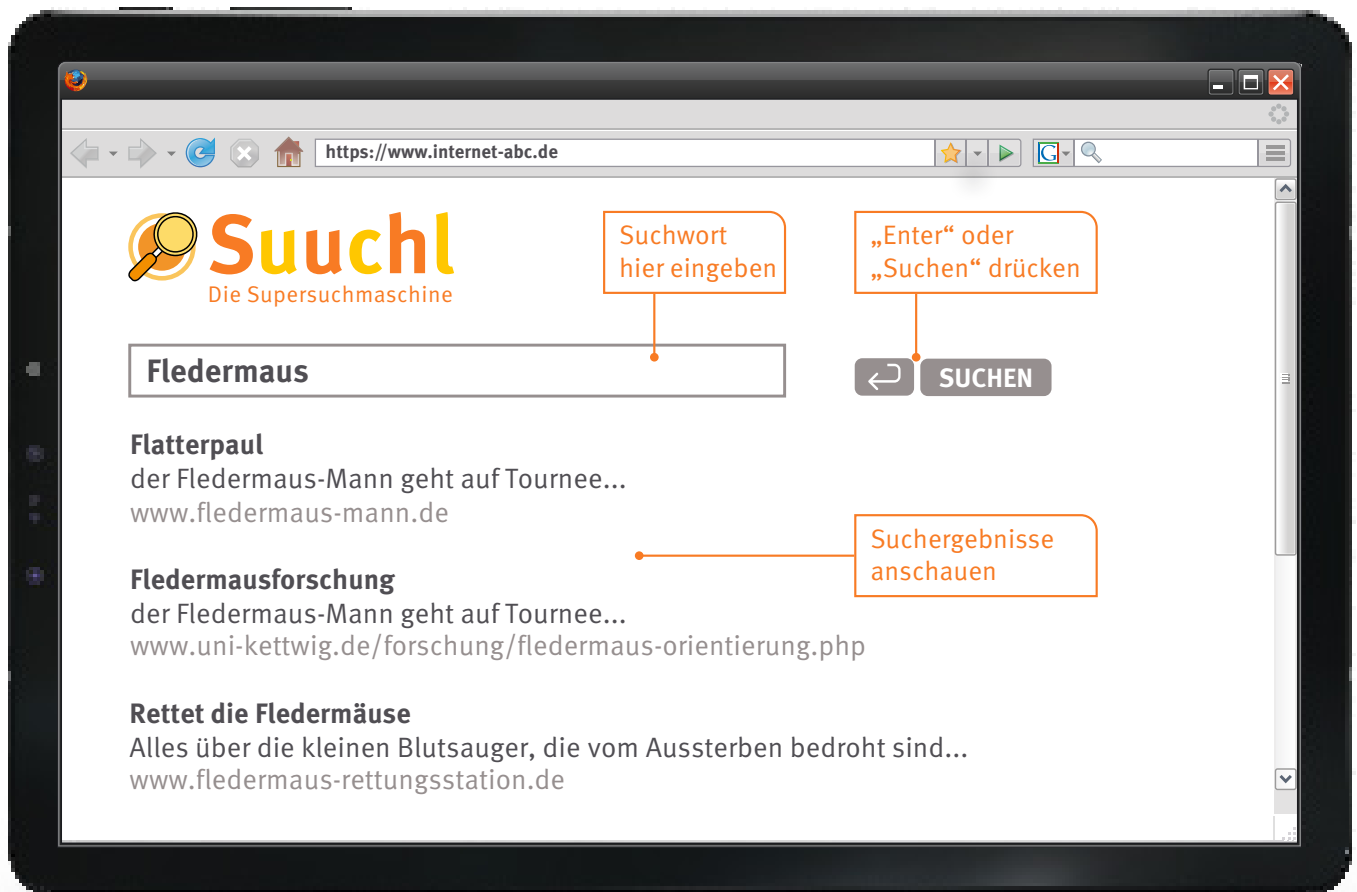 https://www.internet-abc.de
G
Suuchl
Die Supersuchmaschine
Suchwort
hier eingeben
„Enter“ oder
„Suchen“ drücken
Fledermaus
SUCHEN
Flatterpaul
der Fledermaus-Mann geht auf Tournee...
www.fledermaus-mann.de
Suchergebnisse
anschauen
Fledermausforschung
der Fledermaus-Mann geht auf Tournee...
www.uni-kettwig.de/forschung/fledermaus-orientierung.php
Rettet die Fledermäuse
Alles über die kleinen Blutsauger, die vom Aussterben bedroht sind...
www.fledermaus-rettungsstation.de